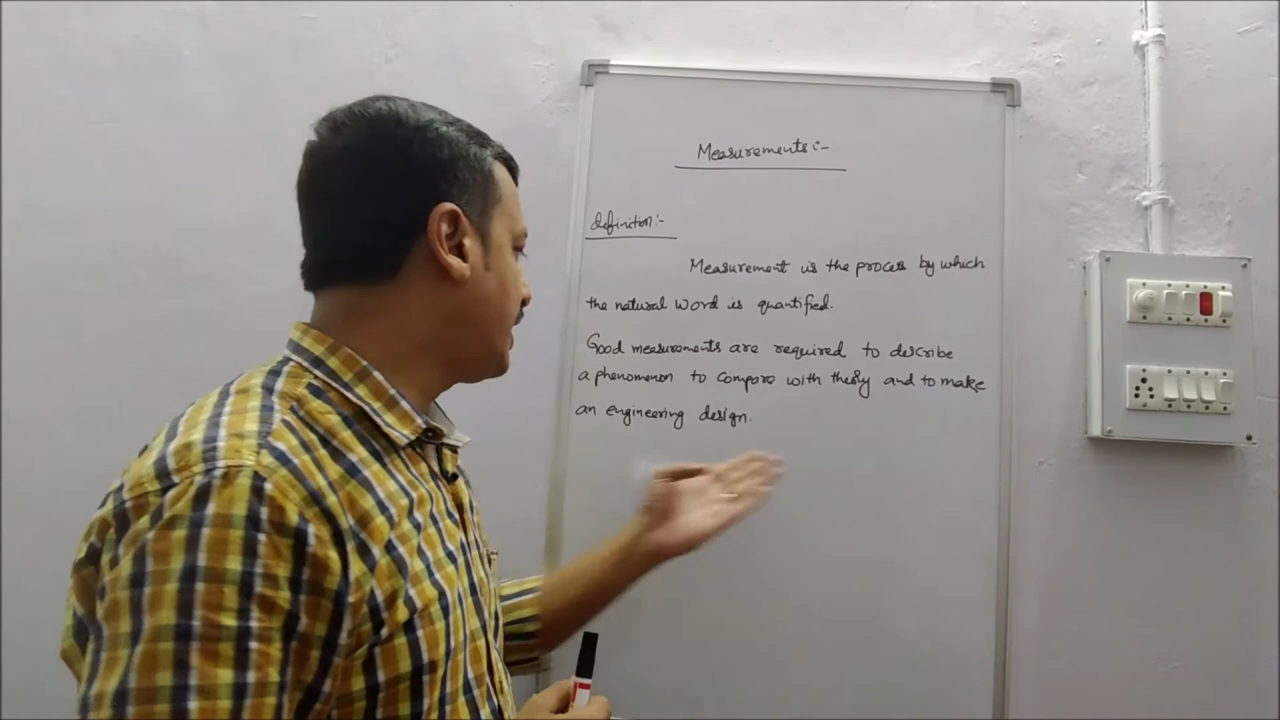 Measurements:-
definition:-
Measurement is the process by which
the natural word is quantified.
Good measurements are required to describe
a phenomenon to compare with theory and to make
an engineering design.